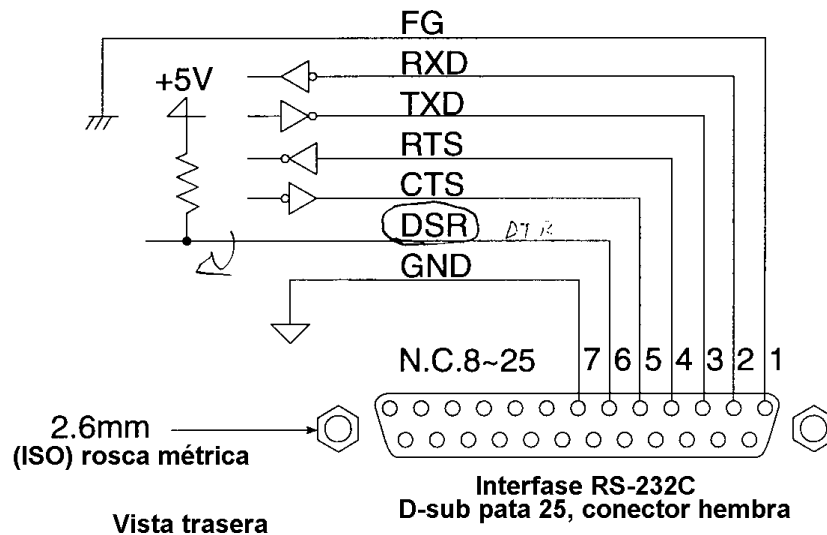 FG
RXD
+5V
TXD
RTS
CTS
DSR DTR
GND
N.C.8~25 7 6 5 4 3 2 1
2.6mm
(ISO) rosca métrica
Interfase RS-232C
D-sub pata 25, conector hembra
Vista trasera